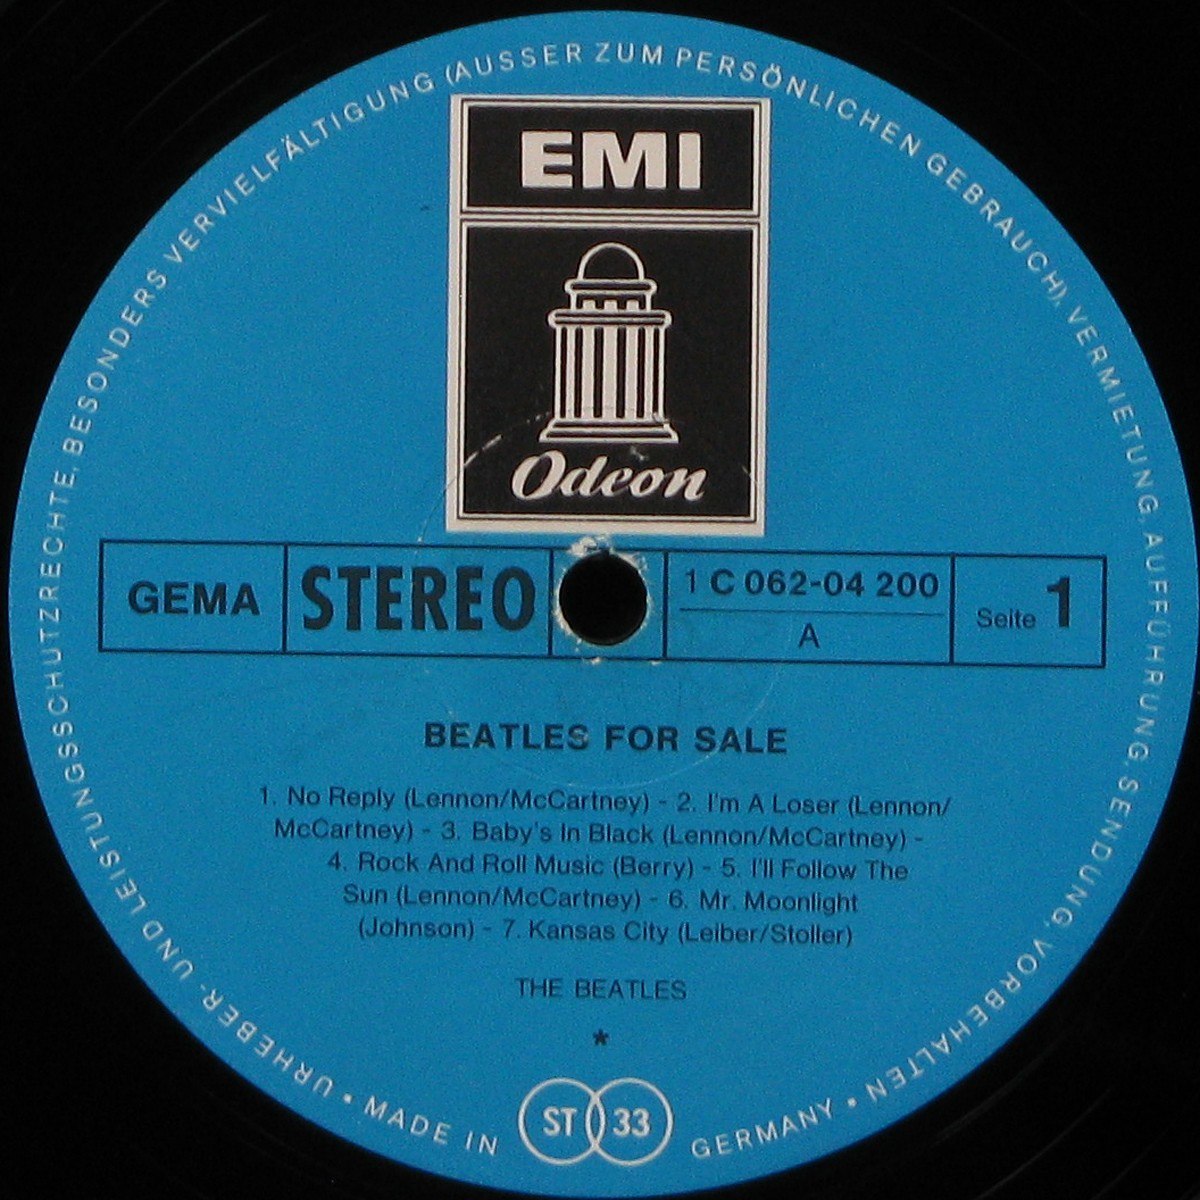 URHEBER- UND LEISTUNGSSCHUTZRECHTE, BESONDERS VERVIELFÄLTIGUNG (AUSSER ZUM PERSÖNLICHEN GEBRAUCH), VERMIETUNG, AUFFÜHRUNG, SENDUNG, VORBEHALTEN •
EMI
Odeon
GEMA
STEREO
1 C 062-04 200
A
Seite 1
BEATLES FOR SALE
1. No Reply (Lennon/McCartney) - 2. I'm A Loser (Lennon/
McCartney) - 3. Baby's In Black (Lennon/McCartney) -
4. Rock And Roll Music (Berry) - 5. I'll Follow The
Sun (Lennon/McCartney) - 6. Mr. Moonlight
(Johnson) - 7. Kansas City (Leiber/Stoller)
THE BEATLES
*
• MADE IN GERMANY
ST 33